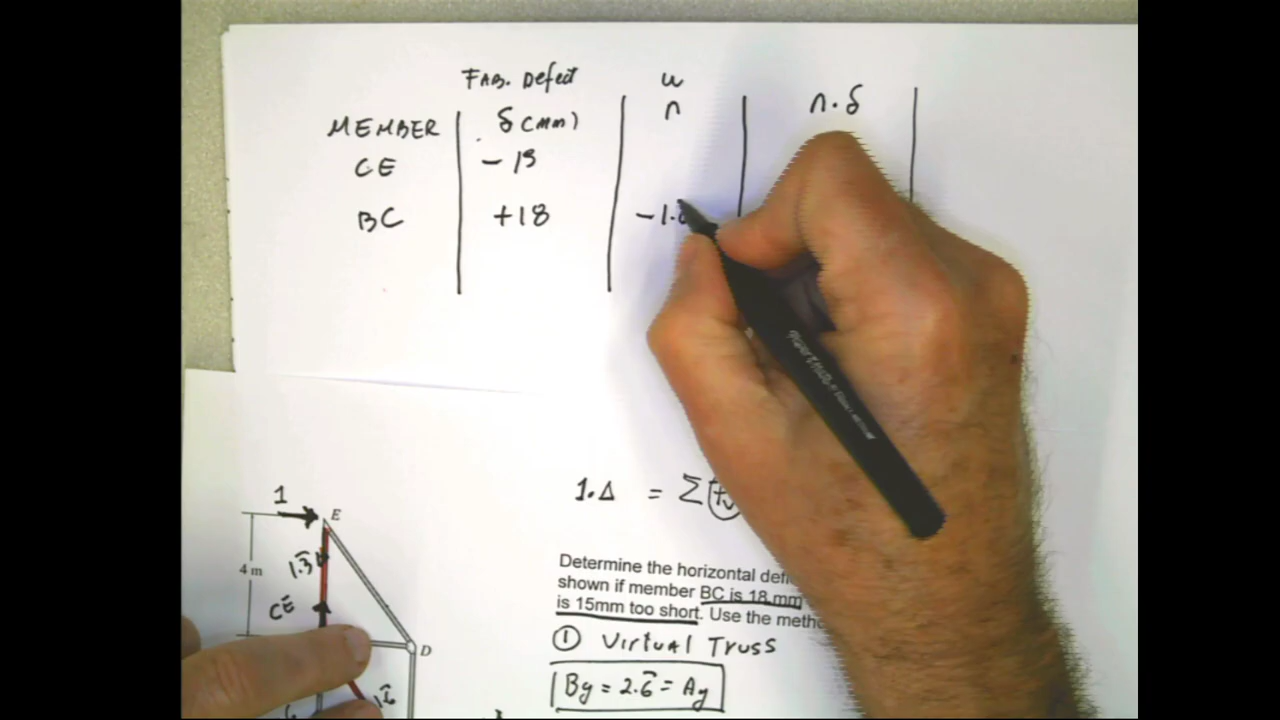 FAB. Defect u
MEMBER δ(mm) n n.δ
CE -15
BC +18 -1.
1.Δ = Σ
1
E
1.3
4 m
CE
D
Determine the horizontal
shown if member BC is 18 mm
is 15mm too short. Use the
① Virtual Truss
By = 2.6̅ = Ay